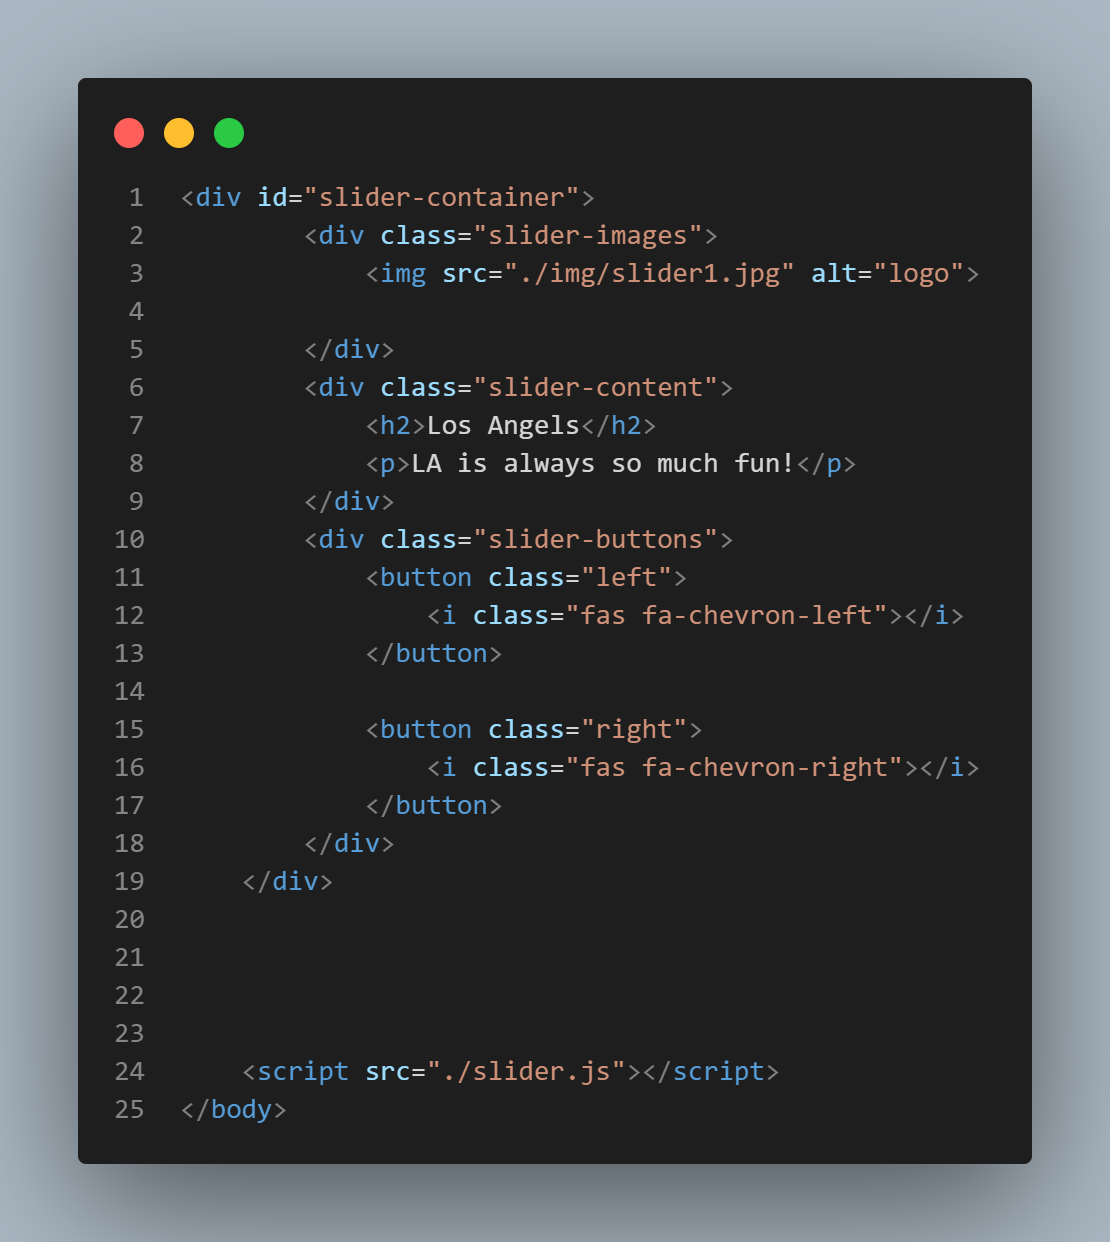 1 <div id="slider-container">
2         <div class="slider-images">
3             <img src="./img/slider1.jpg" alt="logo">
4
5         </div>
6         <div class="slider-content">
7             <h2>Los Angels</h2>
8             <p>LA is always so much fun!</p>
9         </div>
10         <div class="slider-buttons">
11             <button class="left">
12                 <i class="fas fa-chevron-left"></i>
13             </button>
14
15             <button class="right">
16                 <i class="fas fa-chevron-right"></i>
17             </button>
18         </div>
19     </div>
20
21
22
23
24     <script src="./slider.js"></script>
25 </body>